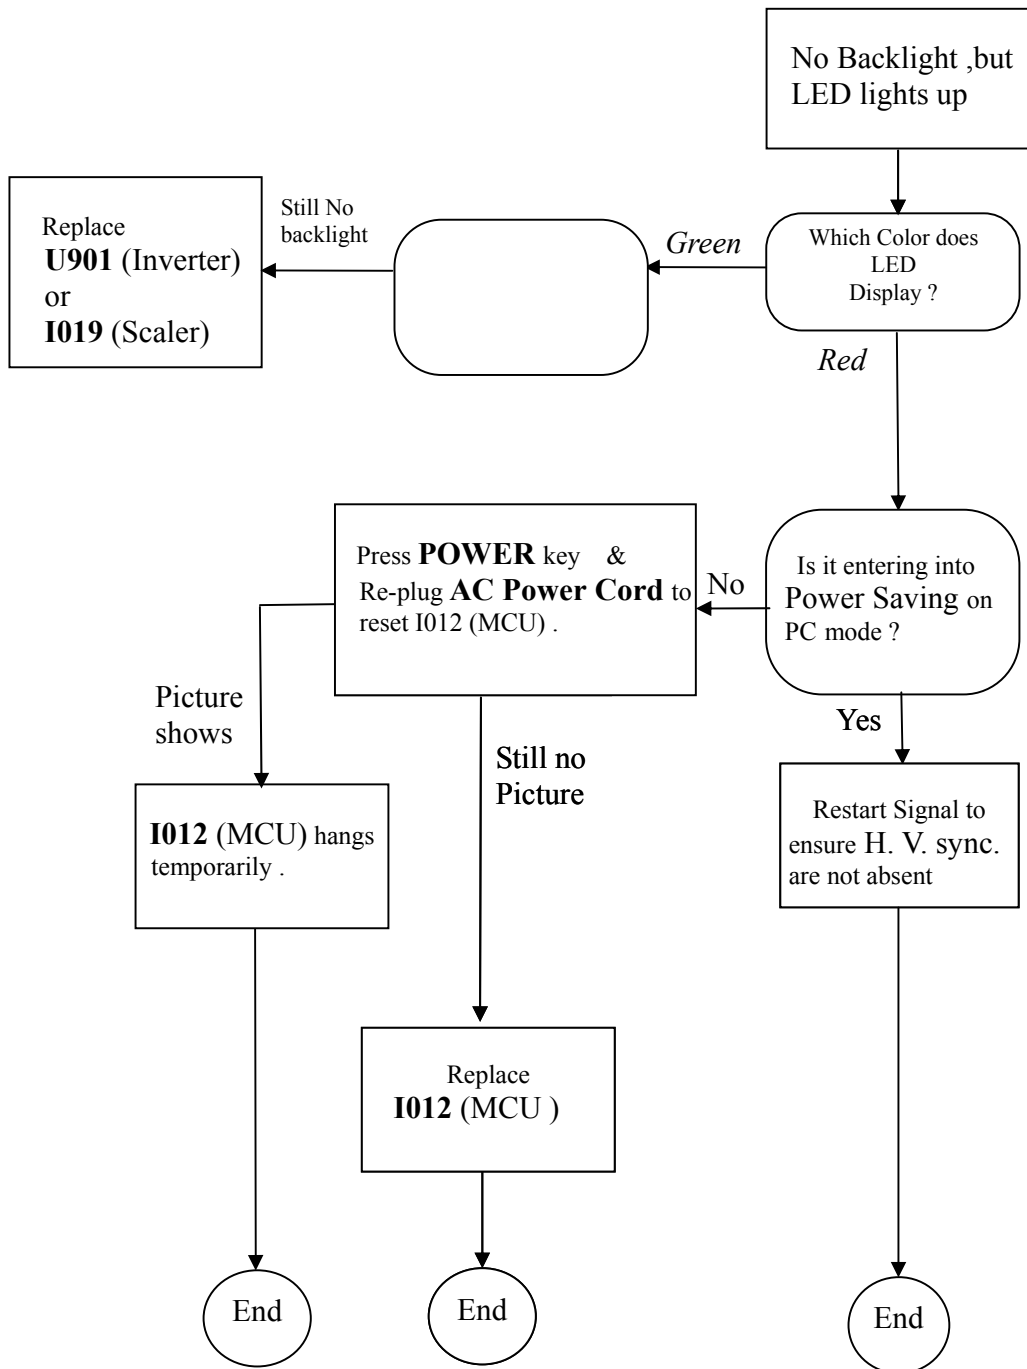 No Backlight ,but
LED lights up
Which Color does
LED
Display ?
Green
Still No
backlight
Replace
U901 (Inverter)
or
I019 (Scaler)
Red
Is it entering into
Power Saving on
PC mode ?
No
Press POWER key & 
Re-plug AC Power Cord to
reset I012 (MCU) .
Yes
Picture
shows
Still no
Picture
Restart Signal to
ensure H. V. sync.
are not absent
I012 (MCU) hangs
temporarily .
Replace
I012 (MCU )
End
End
End